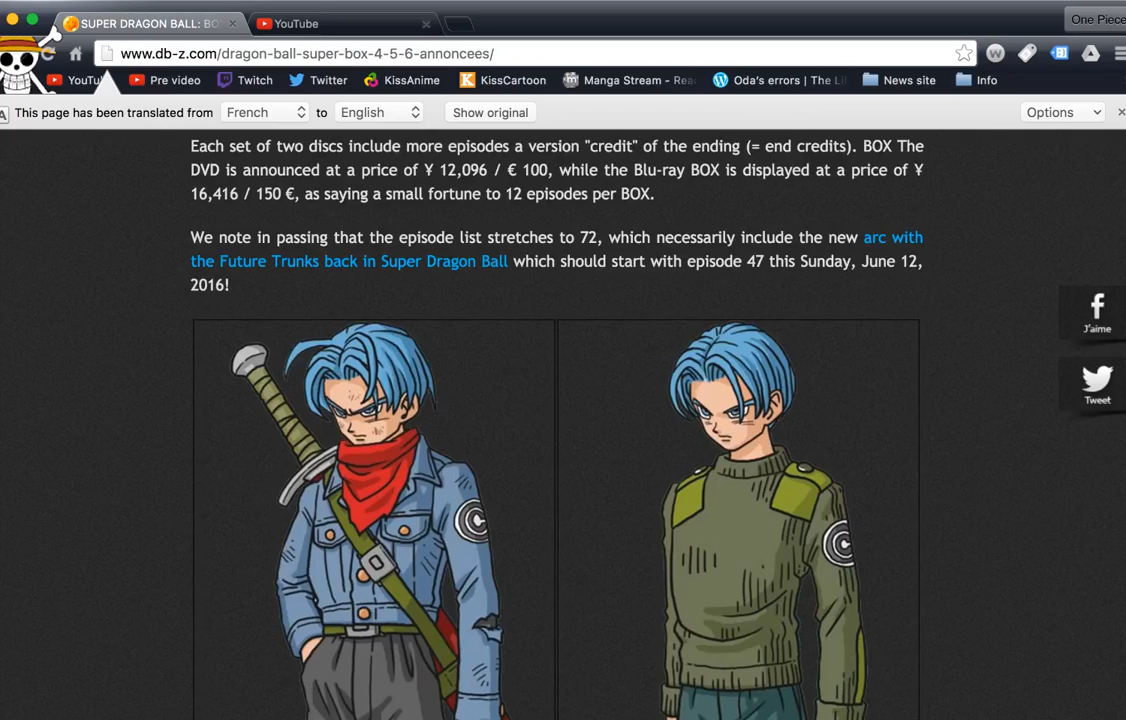 SUPER DRAGON BALL: BO
YouTube
One Piece
www.db-z.com/dragon-ball-super-box-4-5-6-annoncees/
YouTu
Pre video
Twitch
Twitter
KissAnime
KissCartoon
Manga Stream - Rea
Oda's errors | The Li
News site
Info
This page has been translated from French to English Show original Options
Each set of two discs include more episodes a version "credit" of the ending (= end credits). BOX The
DVD is announced at a price of ¥ 12,096 / € 100, while the Blu-ray BOX is displayed at a price of ¥
16,416 / 150 €, as saying a small fortune to 12 episodes per BOX.
We note in passing that the episode list stretches to 72, which necessarily include the new arc with
the Future Trunks back in Super Dragon Ball which should start with episode 47 this Sunday, June 12,
2016!
J'aime
Tweet